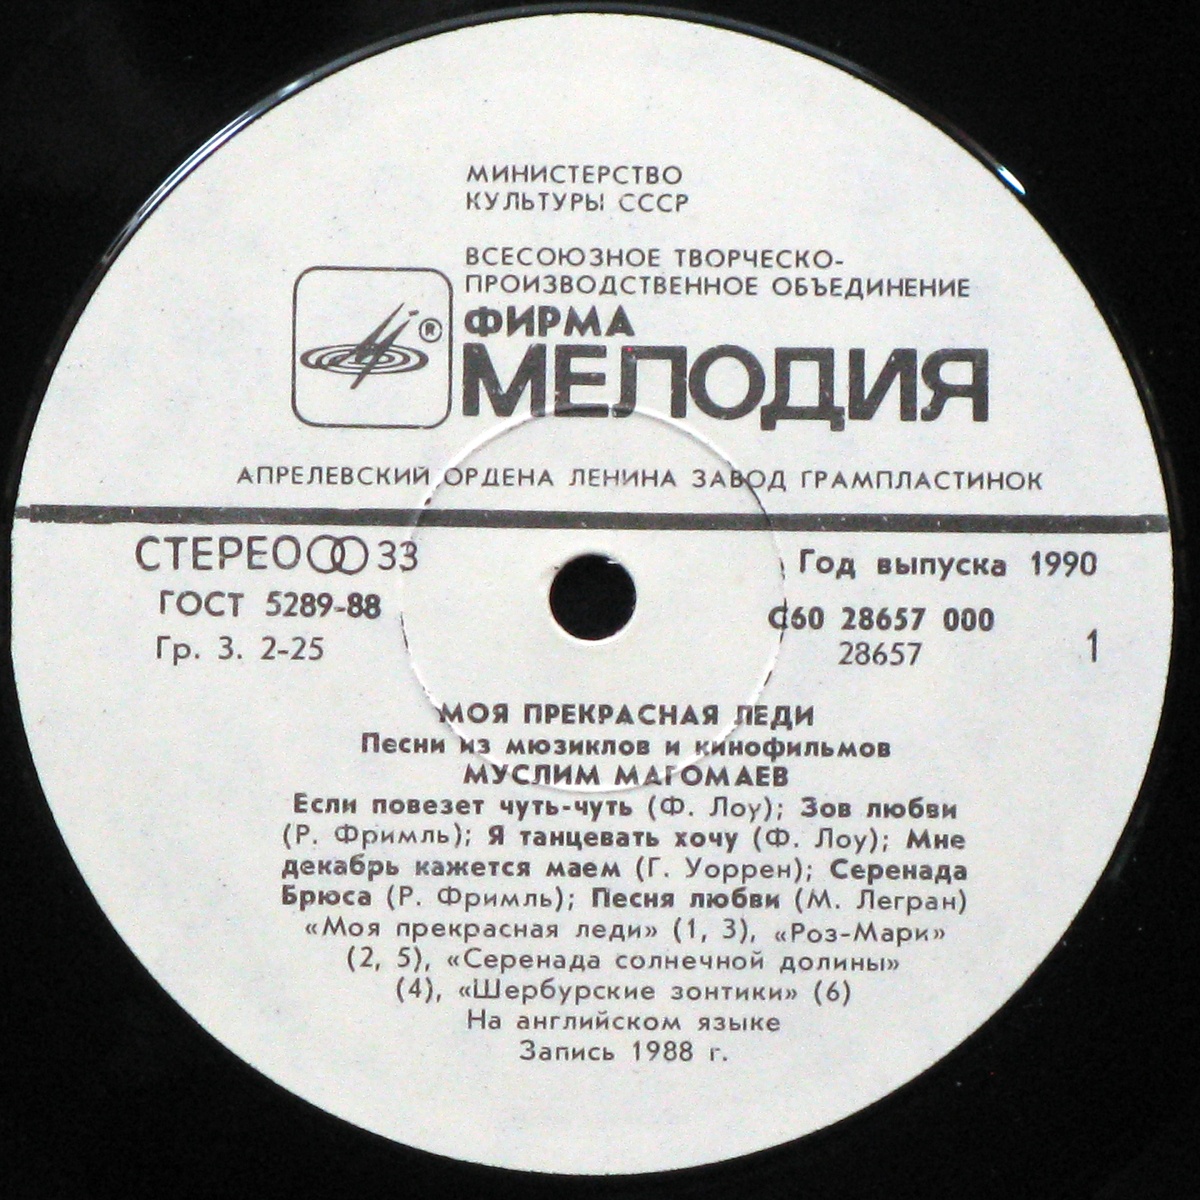 МИНИСТЕРСТВО
КУЛЬТУРЫ СССР
ВСЕСОЮЗНОЕ ТВОРЧЕСКО-
ПРОИЗВОДСТВЕННОЕ ОБЪЕДИНЕНИЕ
ФИРМА
®
МЕЛОДИЯ
АПРЕЛЕВСКИЙ ОРДЕНА ЛЕНИНА ЗАВОД ГРАМПЛАСТИНОК
СТЕРЕО 33
ГОСТ 5289-88
Гр. 3. 2-25
Год выпуска 1990
С60 28657 000
28657
1
МОЯ ПРЕКРАСНАЯ ЛЕДИ
Песни из мюзиклов и кинофильмов
МУСЛИМ МАГОМАЕВ
Если повезет чуть-чуть (Ф. Лоу); Зов любви
(Р. Фримль); Я танцевать хочу (Ф. Лоу); Мне
декабрь кажется маем (Г. Уоррен); Серенада
Брюса (Р. Фримль); Песня любви (М. Легран)
«Моя прекрасная леди» (1, 3), «Роз-Мари»
(2, 5), «Серенада солнечной долины»
(4), «Шербурские зонтики» (6)
На английском языке
Запись 1988 г.